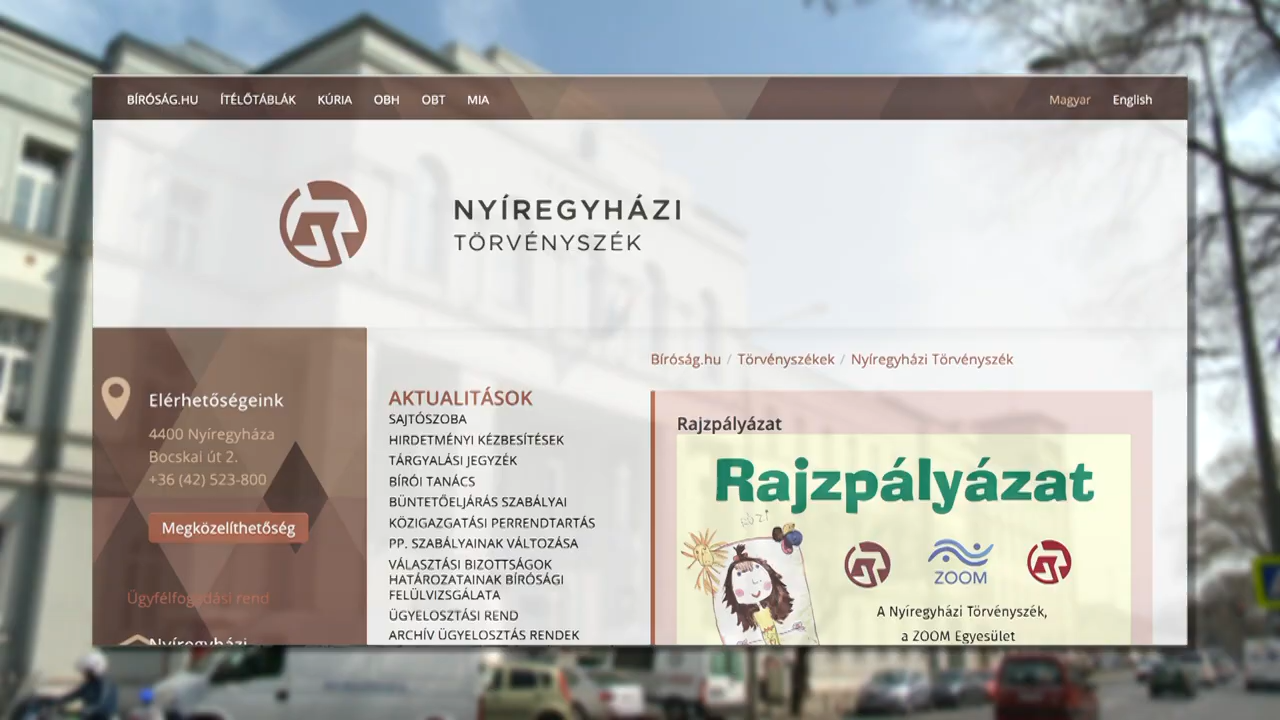 BÍRÓSÁG.HU ÍTÉLŐTÁBLÁK KÚRIA OBH OBT MIA Magyar English
NYÍREGYHÁZI
TÖRVÉNYSZÉK
Elérhetőségeink
4400 Nyíregyháza
Bocskai út 2.
+36 (42) 523-800
Megközelíthetőség
Ügyfélfogadási rend
Nyíregyházi
AKTUALITÁSOK
SAJTÓSZOBA
HIRDETMÉNYI KÉZBESÍTÉSEK
TÁRGYALÁSI JEGYZÉK
BÍRÓI TANÁCS
BÜNTETŐELJÁRÁS SZABÁLYAI
KÖZIGAZGATÁSI PERRENDTARTÁS
PP. SZABÁLYAINAK VÁLTOZÁSA
VÁLASZTÁSI BIZOTTSÁGOK
HATÁROZATAINAK BÍRÓSÁGI
FELÜLVIZSGÁLATA
ÜGYELOSZTÁSI REND
ARCHÍV ÜGYELOSZTÁS RENDEK
Bíróság.hu / Törvényszékek / Nyíregyházi Törvényszék
Rajzpályázat
Rajzpályázat
ZOOM
A Nyíregyházi Törvényszék,
a ZOOM Egyesület